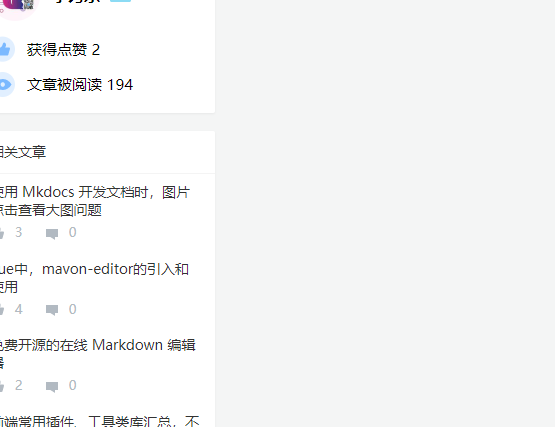 获得点赞 2
文章被阅读 194
相关文章
使用 Mkdocs 开发文档时，图片
点击查看大图问题
3 0
ue中，mavon-editor的引入和
使用
4 0
免费开源的在线 Markdown 编辑
器
2 0
前端常用插件、工具类库汇总，不